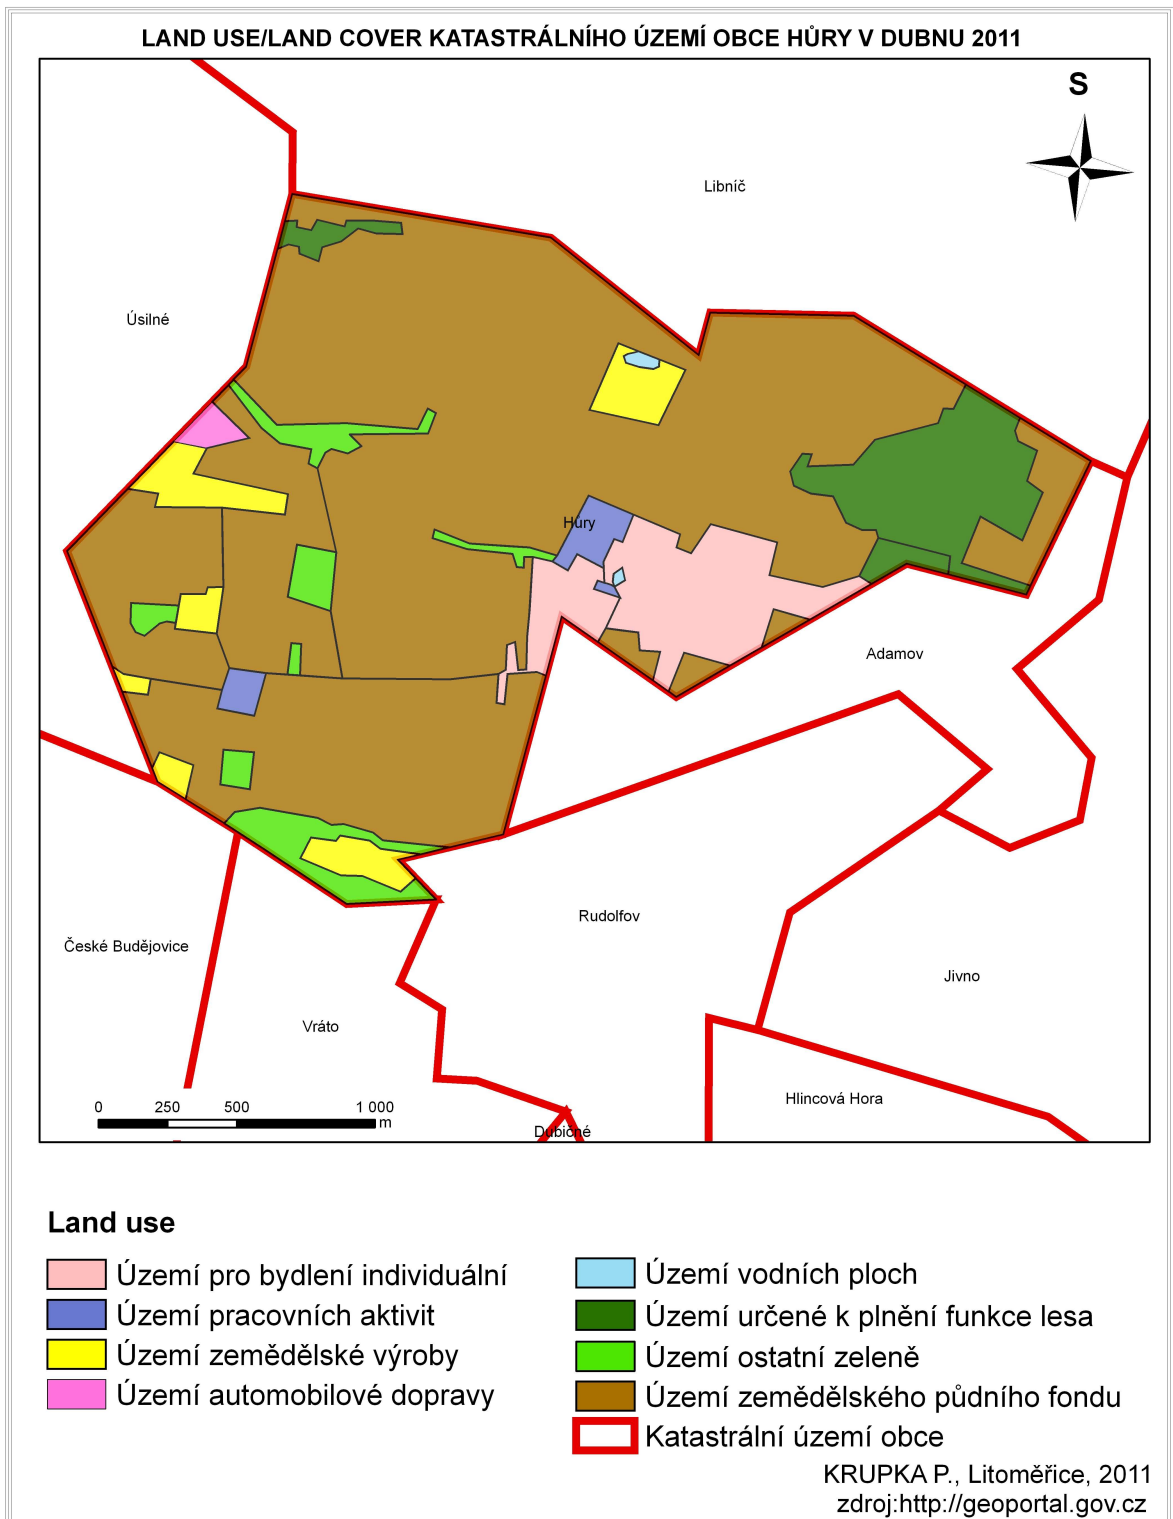 LAND USE/LAND COVER KATASTRÁLNÍHO ÚZEMÍ OBCE HŮRY V DUBNU 2011
S
Libníč
Úsilné
Hůry
Adamov
Rudolfov
České Budějovice
Jivno
Vráto
Hlincová Hora
0 250 500 1 000
m
Dubičné
Land use
Území pro bydlení individuální
Území pracovních aktivit
Území zemědělské výroby
Území automobilové dopravy
Území vodních ploch
Území určené k plnění funkce lesa
Území ostatní zeleně
Území zemědělského půdního fondu
Katastrální území obce
KRUPKA P., Litoměřice, 2011
zdroj:http://geoportal.gov.cz